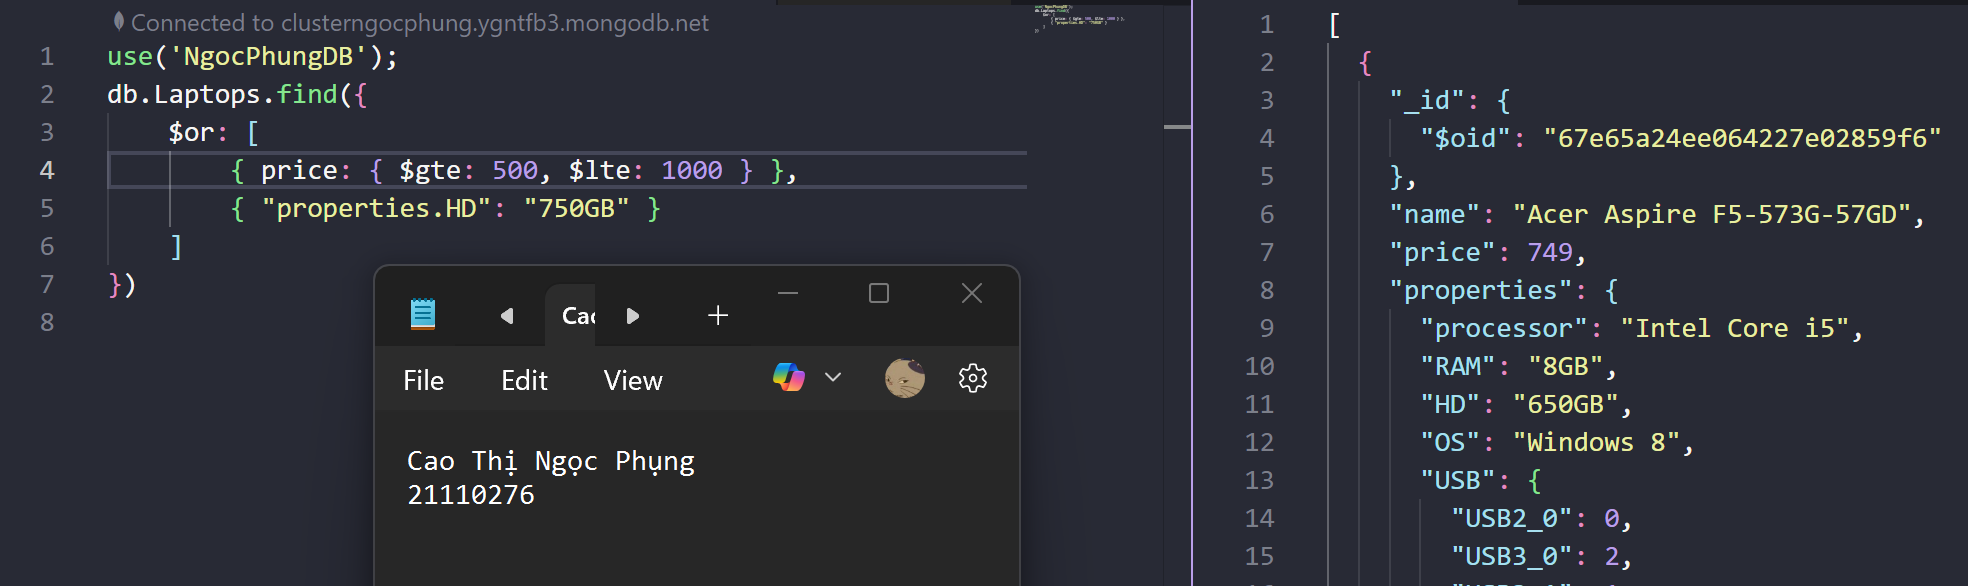 Connected to clusterngocphung.ygntfb3.mongodb.net
1 use('NgocPhungDB');
2 db.Laptops.find({
3 $or: [
4 { price: { $gte: 500, $lte: 1000 } },
5 { "properties.HD": "750GB" }
6 ]
7 })
8
Cao
File Edit View
Cao Thị Ngọc Phụng
21110276
1 [
2 {
3 "_id": {
4 "$oid": "67e65a24ee064227e02859f6"
5 },
6 "name": "Acer Aspire F5-573G-57GD",
7 "price": 749,
8 "properties": {
9 "processor": "Intel Core i5",
10 "RAM": "8GB",
11 "HD": "650GB",
12 "OS": "Windows 8",
13 "USB": {
14 "USB2_0": 0,
15 "USB3_0": 2,